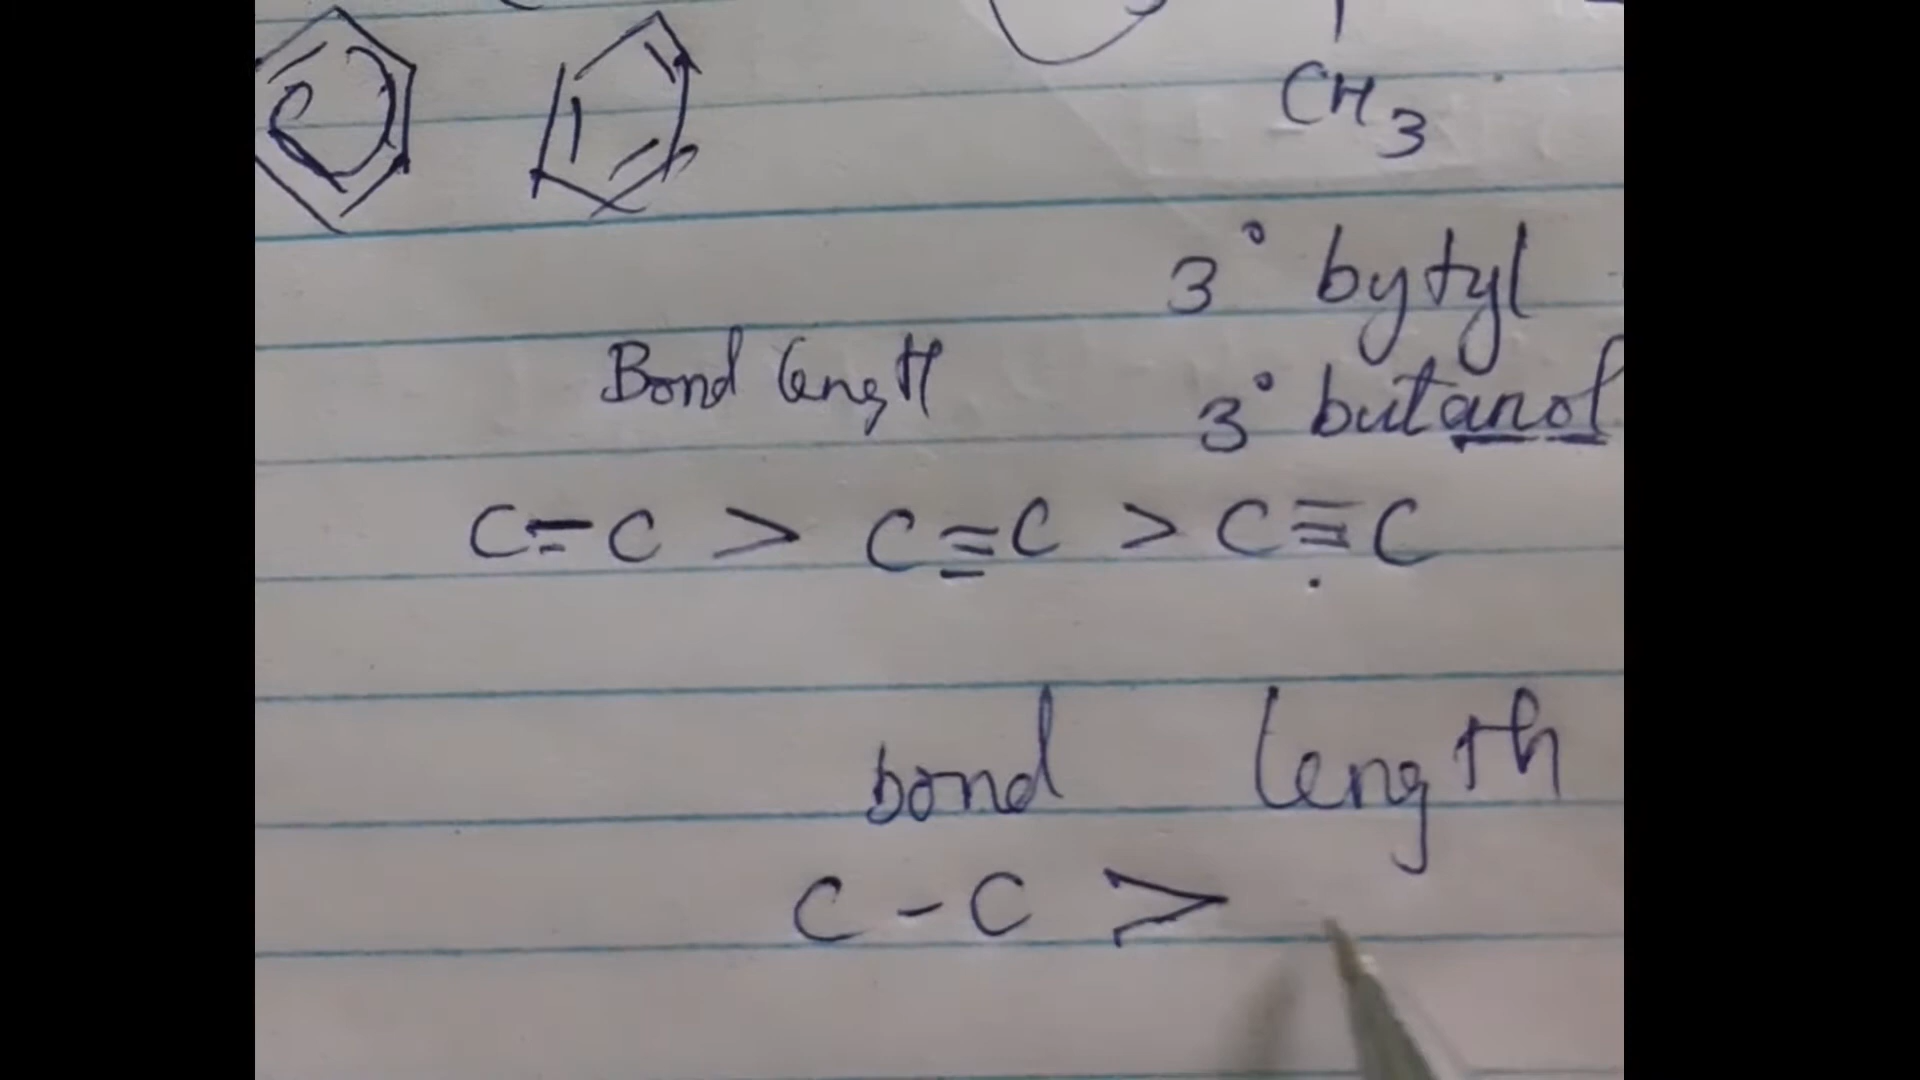 CH3
3° bytyl
Bond length
3° butanol
C=C > C≡C > C≡C
bond length
C-C >